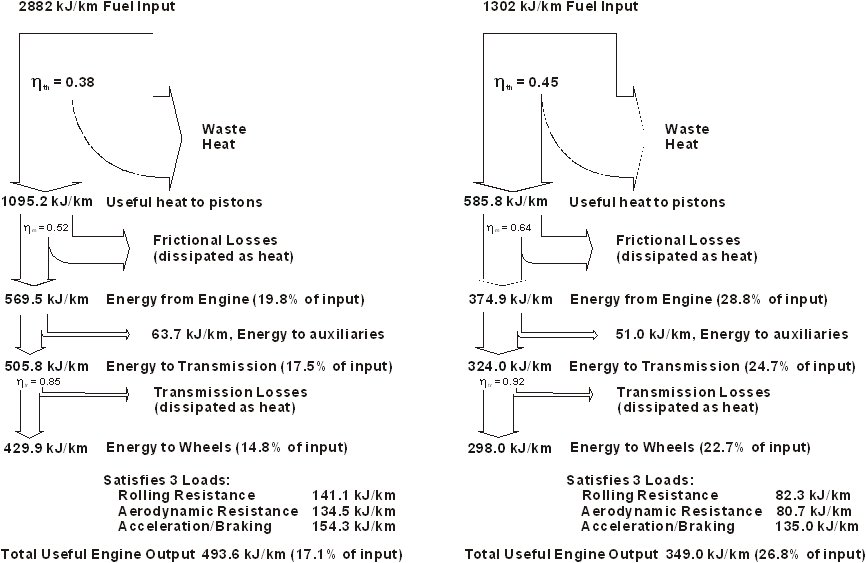 2882 kJ/km Fuel Input
ηth = 0.38
Waste
Heat
1095.2 kJ/km Useful heat to pistons
ηm = 0.52
Frictional Losses
(dissipated as heat)
569.5 kJ/km Energy from Engine (19.8% of input)
63.7 kJ/km, Energy to auxiliaries
505.8 kJ/km Energy to Transmission (17.5% of input)
= 0.85
Transmission Losses
(dissipated as heat)
429.9 kJ/km Energy to Wheels (14.8% of input)
Satisfies 3 Loads:
Rolling Resistance 141.1 kJ/km
Aerodynamic Resistance 134.5 kJ/km
Acceleration/Braking 154.3 kJ/km
Total Useful Engine Output 493.6 kJ/km (17.1% of input)
1302 kJ/km Fuel Input
ηth = 0.45
Waste
Heat
585.8 kJ/km Useful heat to pistons
ηm = 0.64
Frictional Losses
(dissipated as heat)
374.9 kJ/km Energy from Engine (28.8% of input)
51.0 kJ/km, Energy to auxiliaries
324.0 kJ/km Energy to Transmission (24.7% of input)
= 0.92
Transmission Losses
(dissipated as heat)
298.0 kJ/km Energy to Wheels (22.7% of input)
Satisfies 3 Loads:
Rolling Resistance 82.3 kJ/km
Aerodynamic Resistance 80.7 kJ/km
Acceleration/Braking 135.0 kJ/km
Total Useful Engine Output 349.0 kJ/km (26.8% of input)